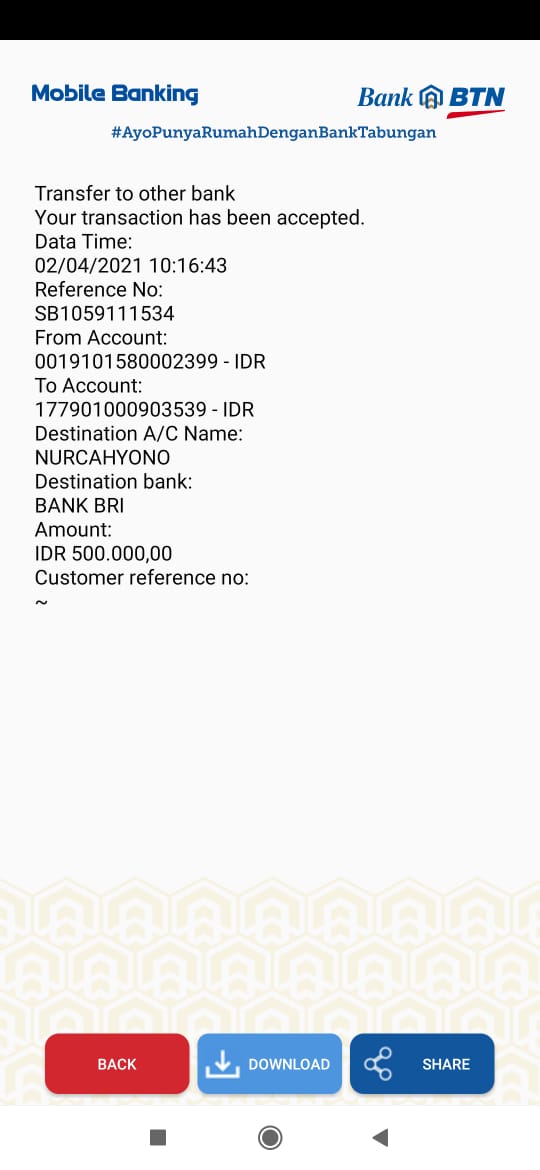 Mobile Banking
Bank BTN
#AyoPunyaRumahDenganBankTabungan
Transfer to other bank
Your transaction has been accepted.
Data Time:
02/04/2021 10:16:43
Reference No:
SB1059111534
From Account:
0019101580002399 - IDR
To Account:
177901000903539 - IDR
Destination A/C Name:
NURCAHYONO
Destination bank:
BANK BRI
Amount:
IDR 500.000,00
Customer reference no:
~
BACK
DOWNLOAD
SHARE